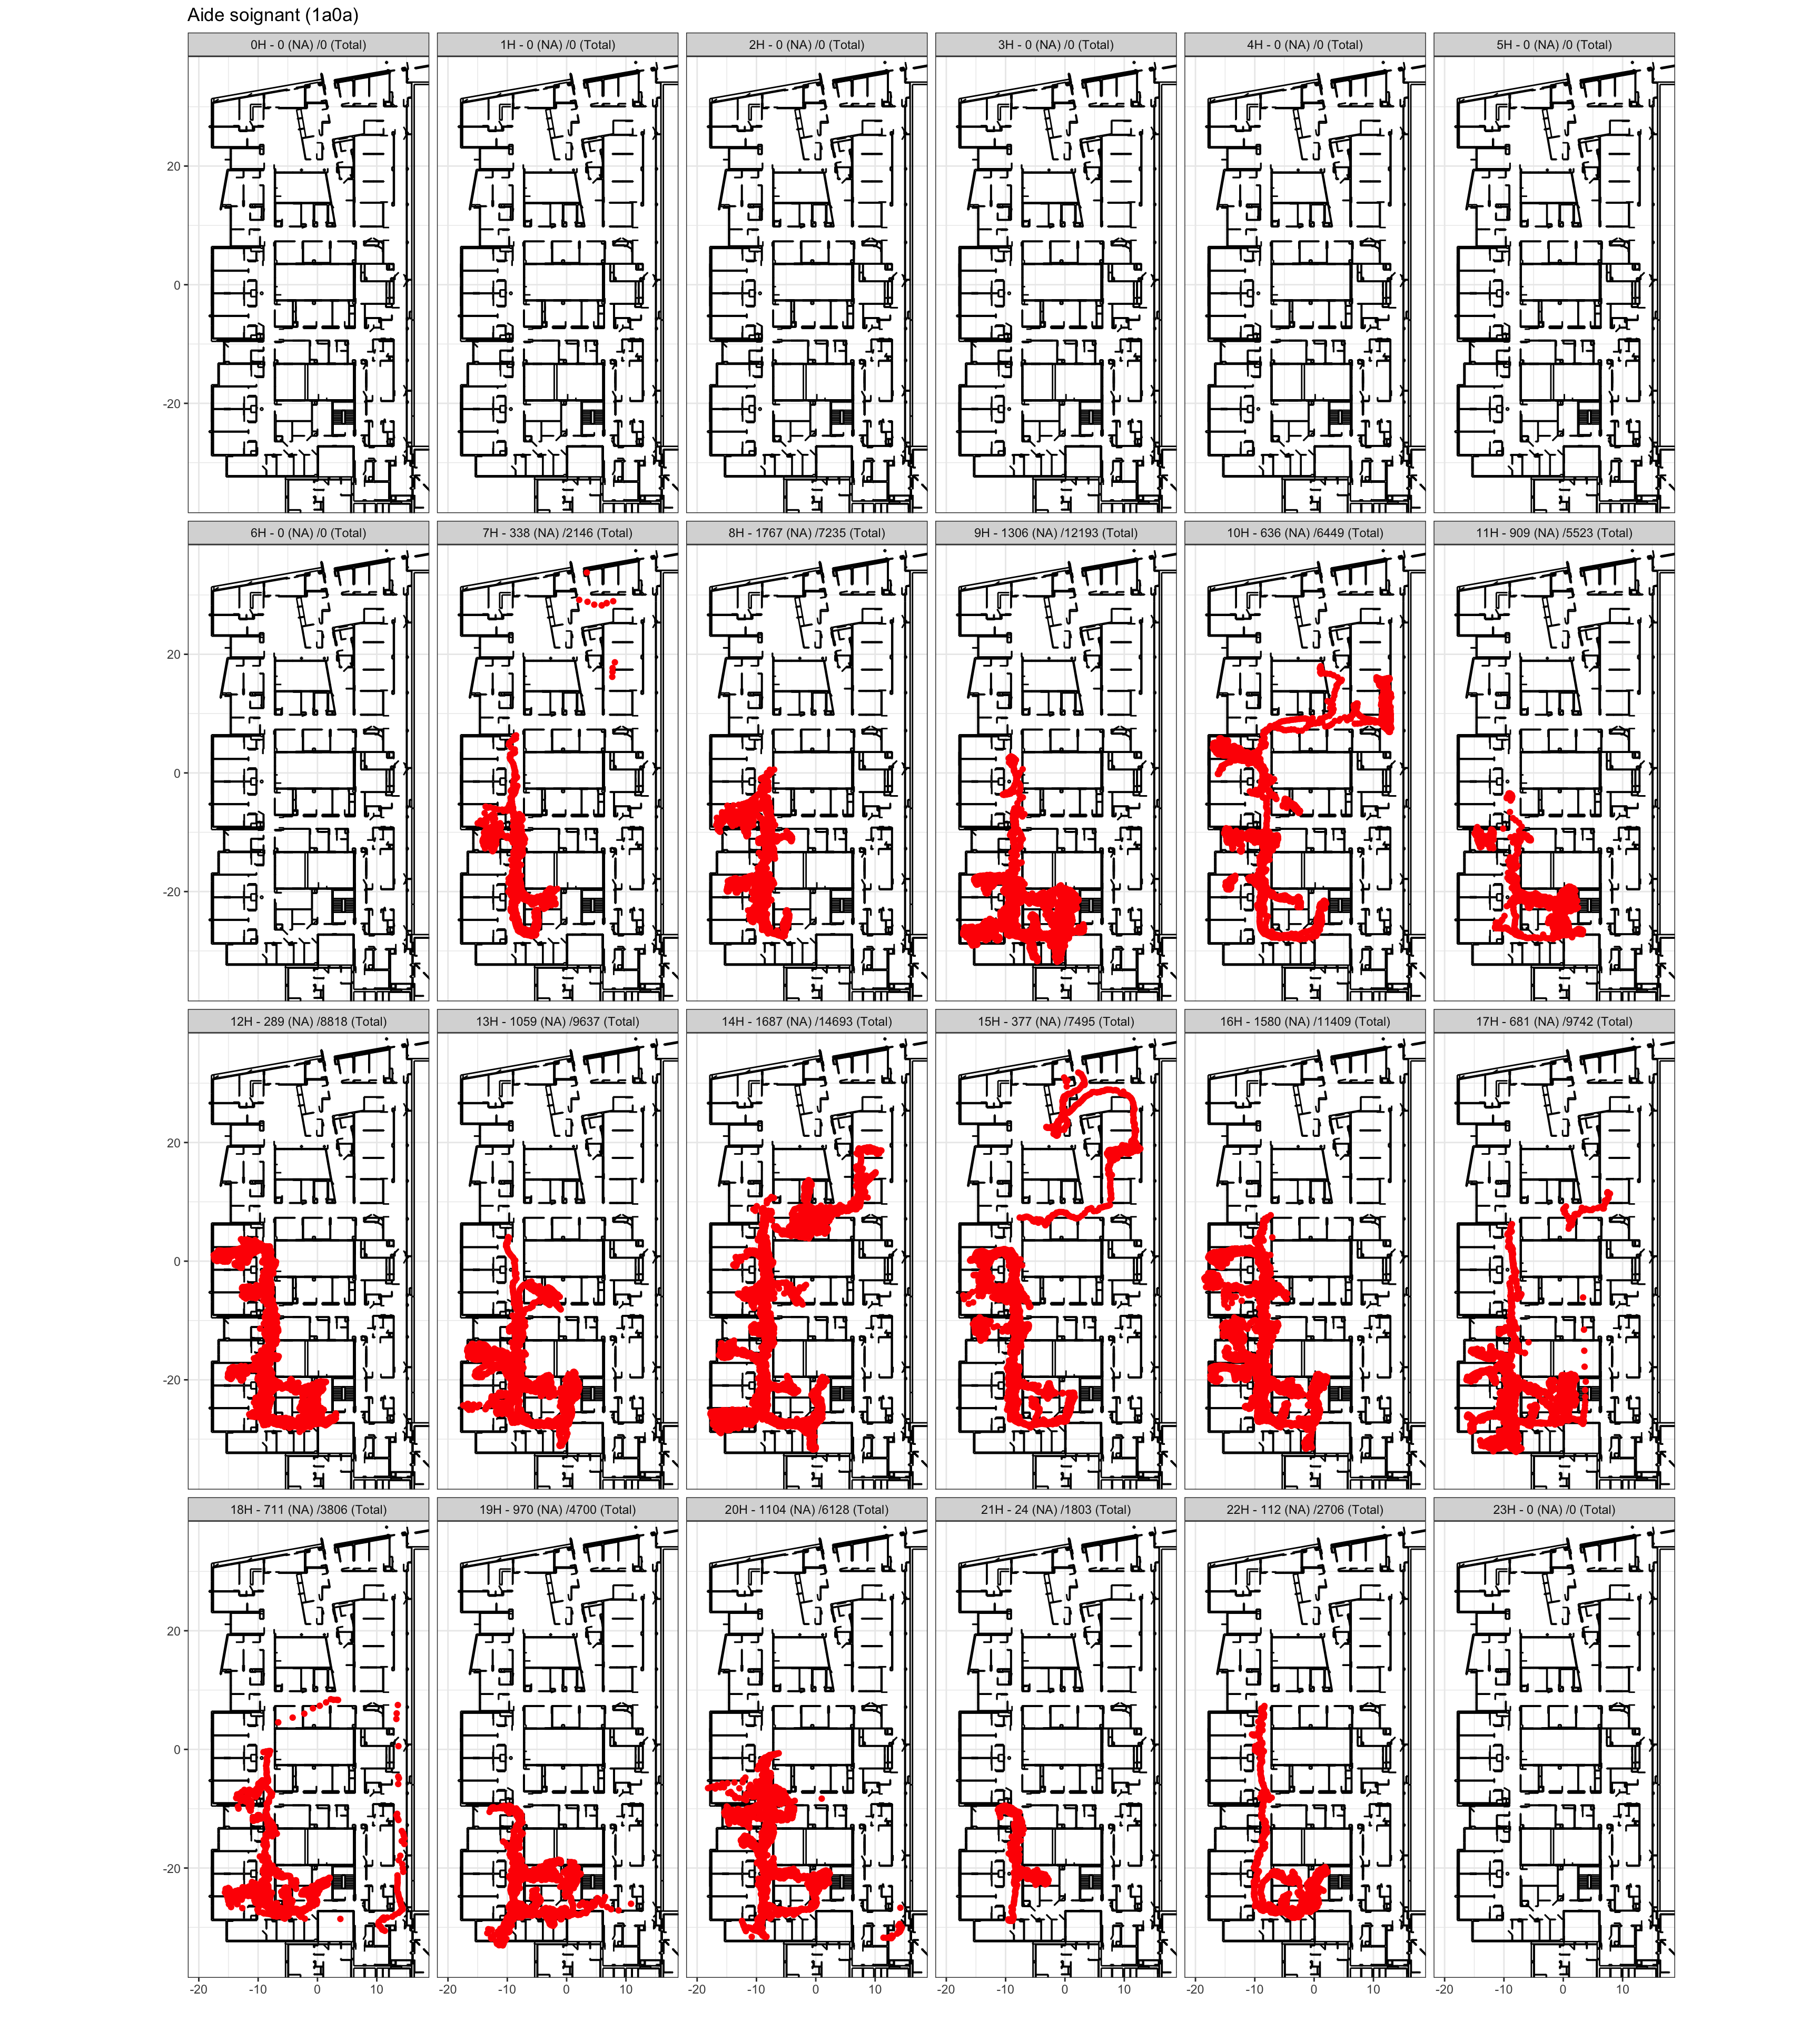 Aide soignant (1a0a)
0H - 0 (NA) /0 (Total)
1H - 0 (NA) /0 (Total)
2H - 0 (NA) /0 (Total)
3H - 0 (NA) /0 (Total)
4H - 0 (NA) /0 (Total)
5H - 0 (NA) /0 (Total)
20
0
-20
6H - 0 (NA) /0 (Total)
7H - 338 (NA) /2146 (Total)
8H - 1767 (NA) /7235 (Total)
9H - 1306 (NA) /12193 (Total)
10H - 636 (NA) /6449 (Total)
11H - 909 (NA) /5523 (Total)
20
0
-20
12H - 289 (NA) /8818 (Total)
13H - 1059 (NA) /9637 (Total)
14H - 1687 (NA) /14693 (Total)
15H - 377 (NA) /7495 (Total)
16H - 1580 (NA) /11409 (Total)
17H - 681 (NA) /9742 (Total)
20
0
-20
18H - 711 (NA) /3806 (Total)
19H - 970 (NA) /4700 (Total)
20H - 1104 (NA) /6128 (Total)
21H - 24 (NA) /1803 (Total)
22H - 112 (NA) /2706 (Total)
23H - 0 (NA) /0 (Total)
20
0
-20
-20 -10 0 10
-20 -10 0 10
-20 -10 0 10
-20 -10 0 10
-20 -10 0 10
-20 -10 0 10